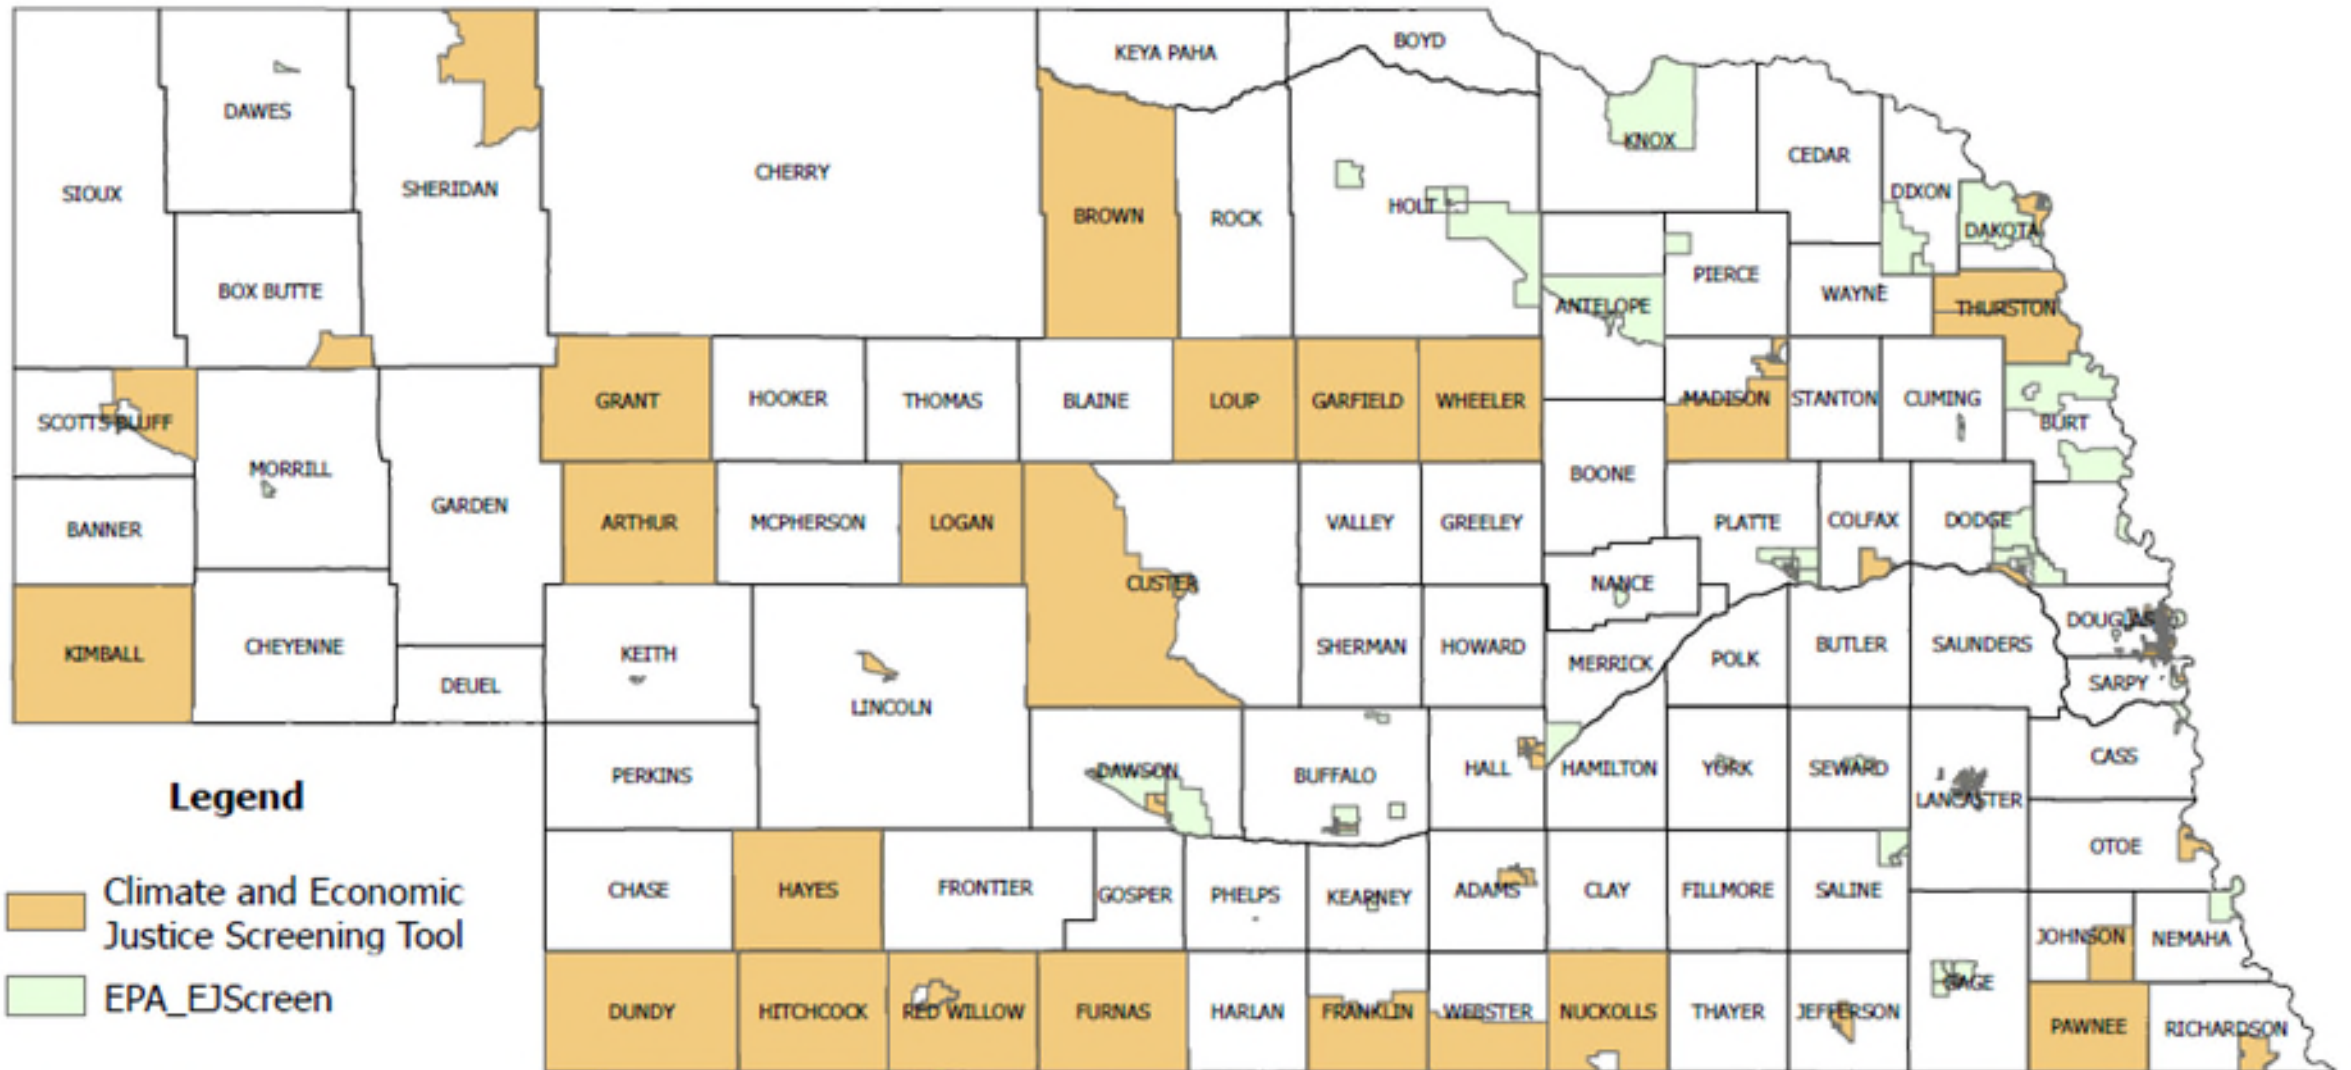 KEYA PAHA
BOYD
DAWES
KNOX
CEDAR
SIOUX
SHERIDAN
CHERRY
BROWN
ROCK
HOLT
DIXON
DAKOTA
BOX BUTTE
ANTELOPE
PIERCE
WAYNE
THURSTON
SCOTTS BLUFF
GRANT
HOOKER
THOMAS
BLAINE
LOUP
GARFIELD
WHEELER
MADISON
STANTON
CUMING
BURT
MORRILL
GARDEN
BANNER
ARTHUR
MCPHERSON
LOGAN
CUSTER
VALLEY
GREELEY
BOONE
PLATTE
COLFAX
DODGE
NANCE
KIMBALL
CHEYENNE
DEUEL
KEITH
LINCOLN
SHERMAN
HOWARD
MERRICK
POLK
BUTLER
SAUNDERS
DOUGLAS
SARPY
PERKINS
DAWSON
BUFFALO
HALL
HAMILTON
YORK
SEWARD
LANCASTER
CASS
OTOE
CHASE
HAYES
FRONTIER
GOSPER
PHELPS
KEARNEY
ADAMS
CLAY
FILLMORE
SALINE
JOHNSON
NEMAHA
GAGE
DUNDY
HITCHCOCK
RED WILLOW
FURNAS
HARLAN
FRANKLIN
WEBSTER
NUCKOLLS
THAYER
JEFFERSON
PAWNEE
RICHARDSON
Legend
Climate and Economic
Justice Screening Tool
EPA_EJScreen